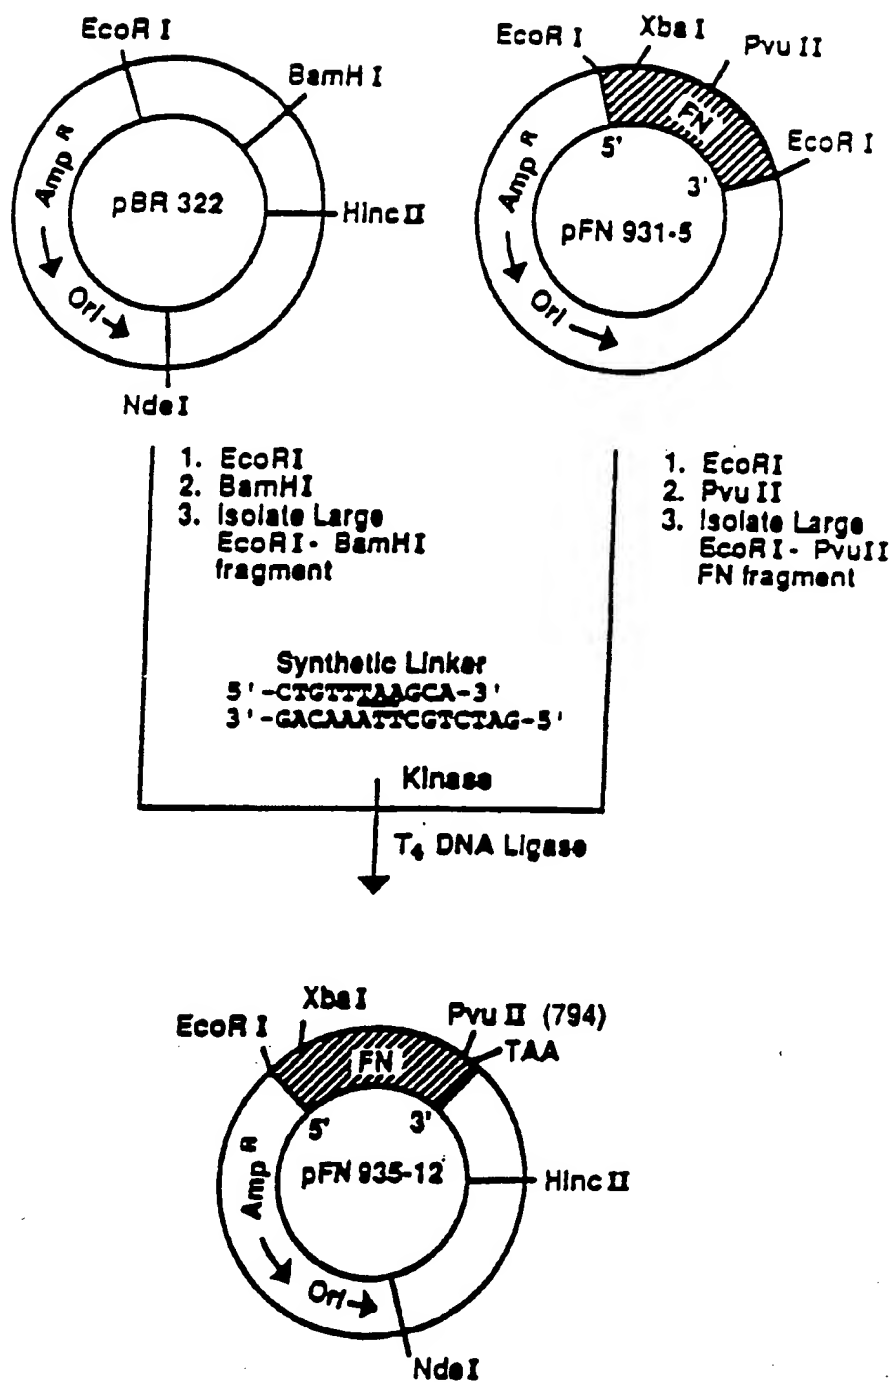 EcoR I
BamH I
Amp R
pBR 322
Hinc II
Ori
Nde I
EcoR I
Xba I
Pvu II
FN
EcoR I
5'
3'
Amp R
pFN 931-5
Ori
1. EcoRI
2. BamHI
3. Isolate Large
EcoRI - BamHI
fragment
1. EcoRI
2. Pvu II
3. Isolate Large
EcoRI - PvuII
FN fragment
Synthetic Linker
5'-CTGTTTAAGCA-3'
3'-GACAAATTCGTCTAG-5'
Kinase
T4 DNA Ligase
EcoR I
Xba I
Pvu II (794)
TAA
FN
5'
3'
Amp R
pFN 935-12
Hinc II
Ori
Nde I